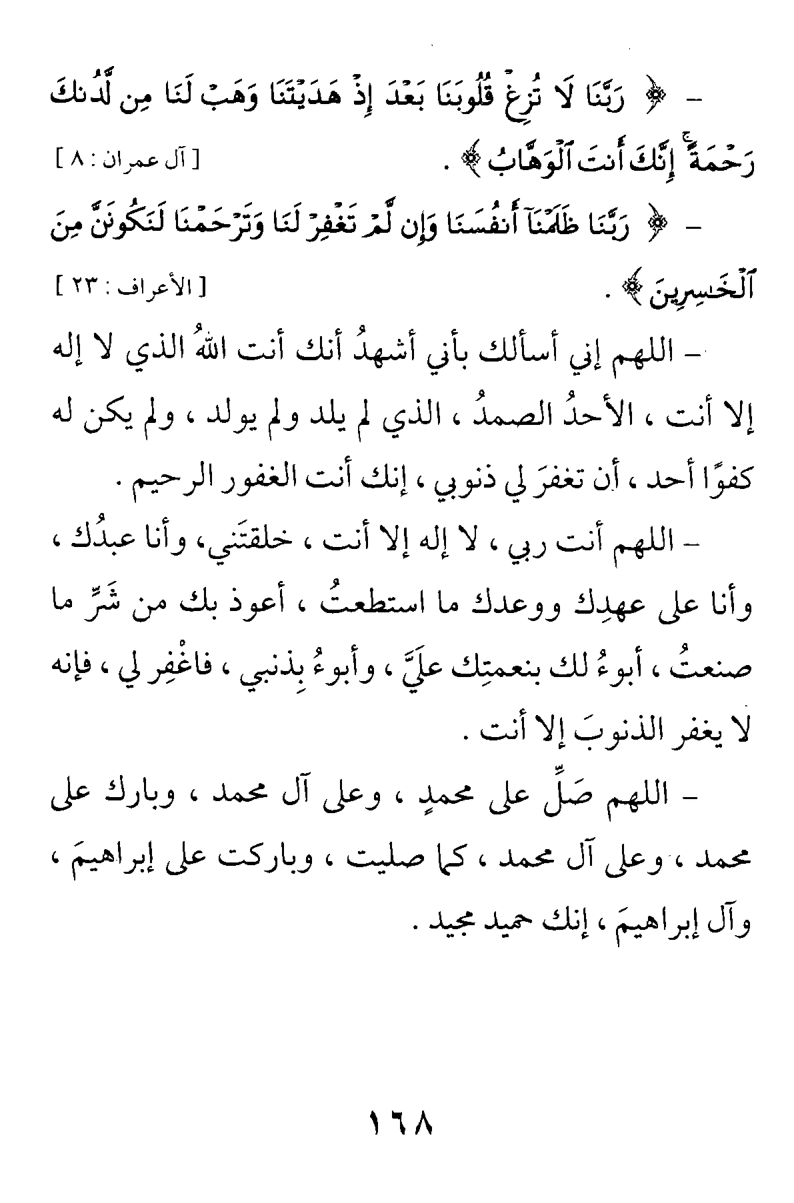 – ﴿ رَبَّنَا لَا تُزِغْ قُلُوبَنَا بَعْدَ إِذْ هَدَيْتَنَا وَهَبْ لَنَا مِن لَّدُنكَ
رَحْمَةً ۚ إِنَّكَ أَنتَ ٱلْوَهَّابُ ﴾ . [ آل عمران : ٨ ]
– ﴿ رَبَّنَا ظَلَمْنَآ أَنفُسَنَا وَإِن لَّمْ تَغْفِرْ لَنَا وَتَرْحَمْنَا لَنَكُونَنَّ مِنَ
ٱلْخَـٰسِرِينَ ﴾ . [ الأعراف : ٢٣ ]
– اللهم إني أسألك بأني أشهدُ أنك أنت اللهُ الذي لا إله
إلا أنت ، الأحدُ الصمدُ ، الذي لم يلد ولم يولد ، ولم يكن له
كفوًا أحد ، أن تغفرَ لي ذنوبي ، إنك أنت الغفور الرحيم .
– اللهم أنت ربي ، لا إله إلا أنت ، خلقتَني، وأنا عبدُك ،
وأنا على عهدِك ووعدك ما استطعتُ ، أعوذ بك من شَرِّ ما
صنعتُ ، أبوءُ لك بنعمتِك عليَّ ، وأبوءُ بِذنبي ، فاغْفِر لي ، فإنه
لا يغفر الذنوبَ إلا أنت .
– اللهم صَلِّ على محمدٍ ، وعلى آل محمد ، وبارك على
محمد ، وعلى آل محمد ، كما صليت ، وباركت على إبراهيمَ ،
وآل إبراهيمَ ، إنك حميد مجيد .
١٦٨